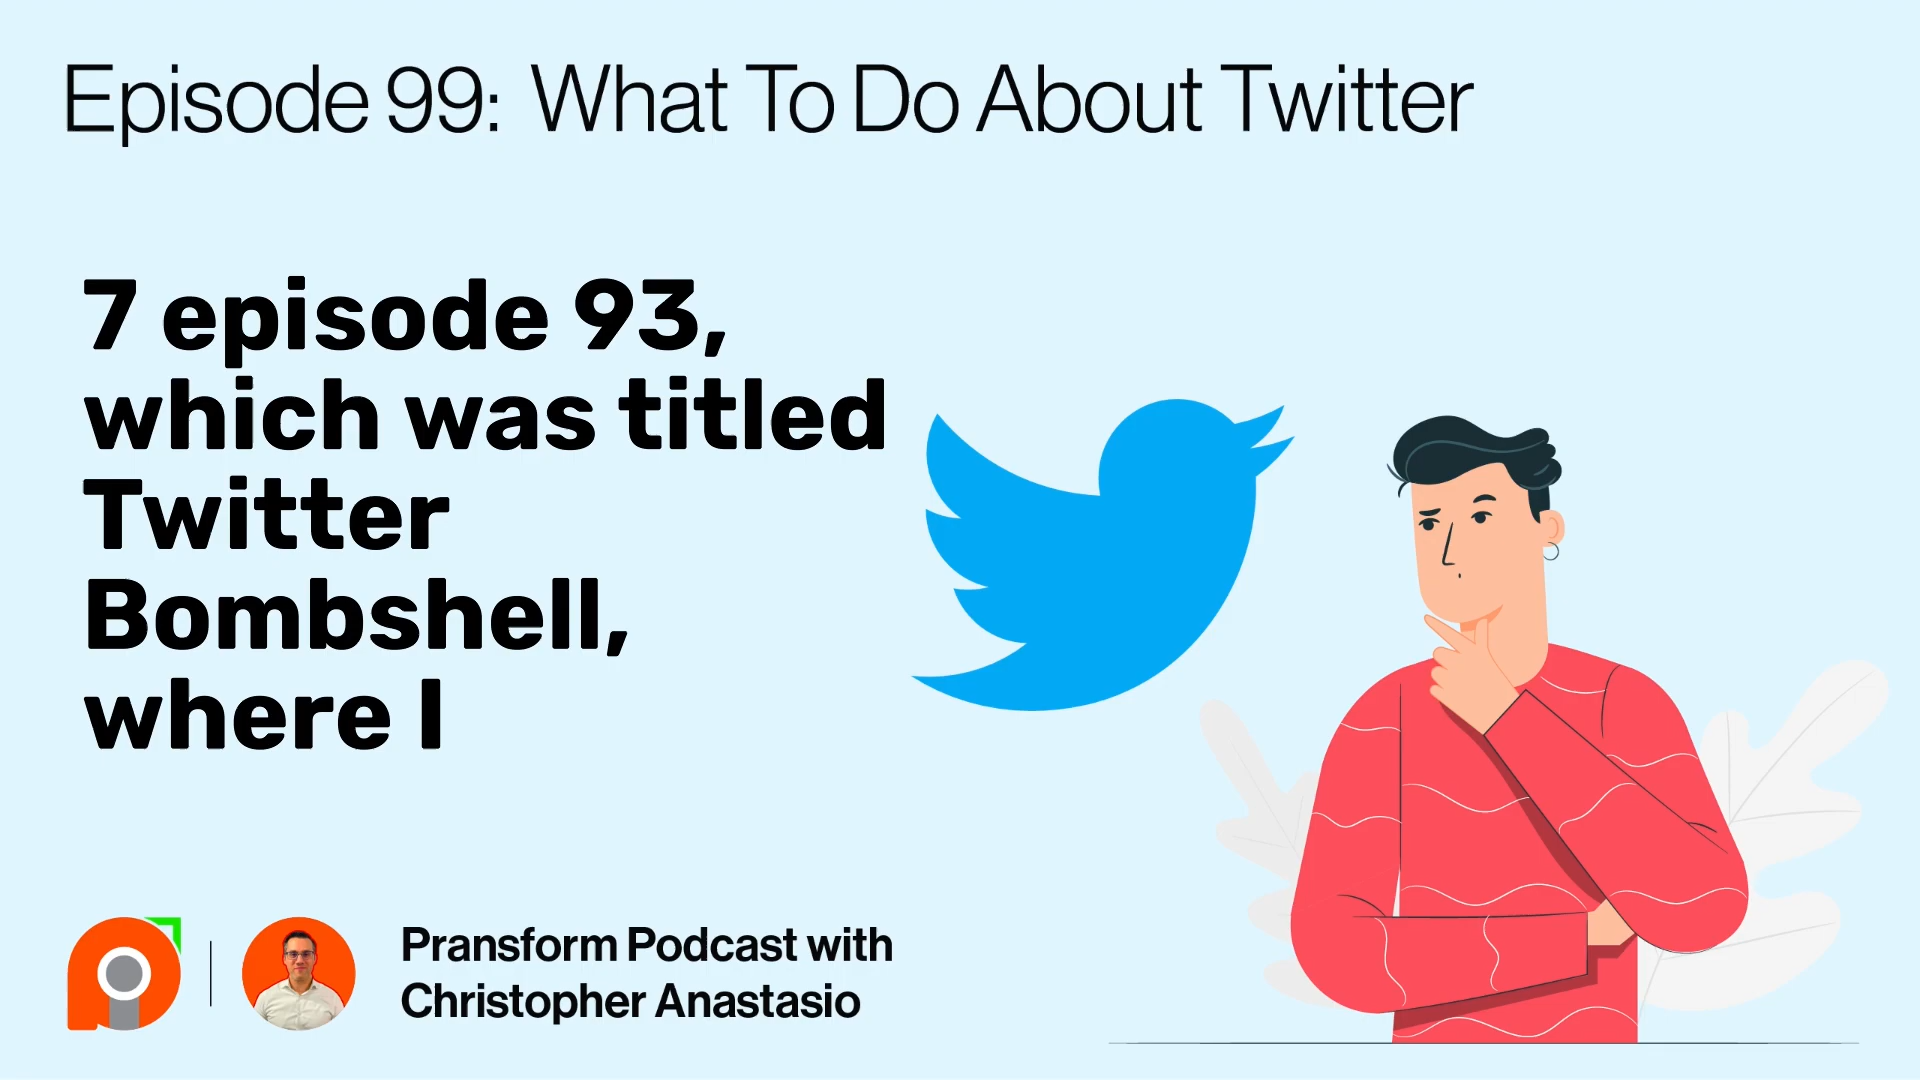 Episode 99: What To Do About Twitter
7 episode 93,
which was titled
Twitter
Bombshell,
where I
Pransform Podcast with
Christopher Anastasio